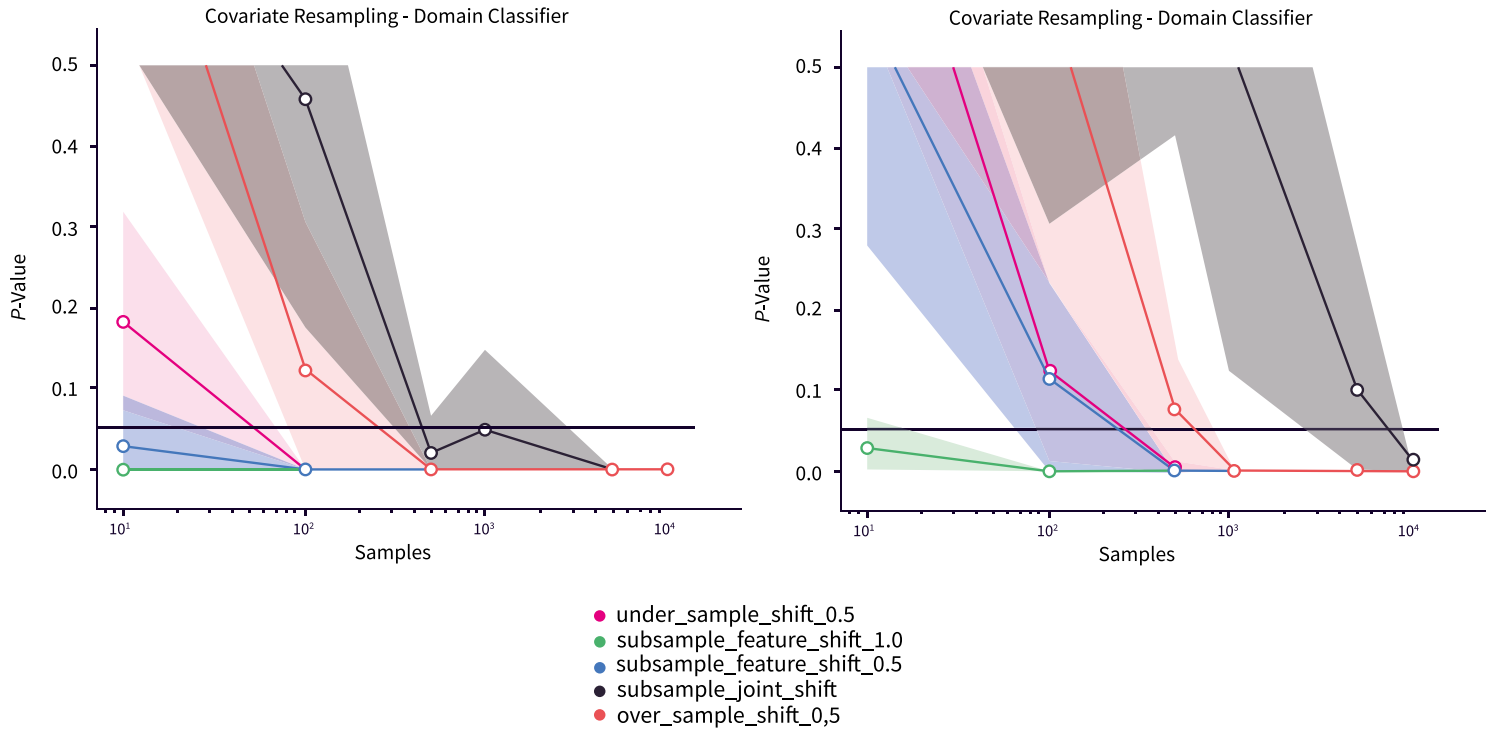 Covariate Resampling - Domain Classifier
0.5
0.4
0.3
0.2
0.1
0.0
P-Value
10¹
10²
10³
10⁴
Samples
Covariate Resampling - Domain Classifier
0.5
0.4
0.3
0.2
0.1
0.0
P-Value
10¹
10²
10³
10⁴
Samples
under_sample_shift_0.5
subsample_feature_shift_1.0
subsample_feature_shift_0.5
subsample_joint_shift
over_sample_shift_0,5